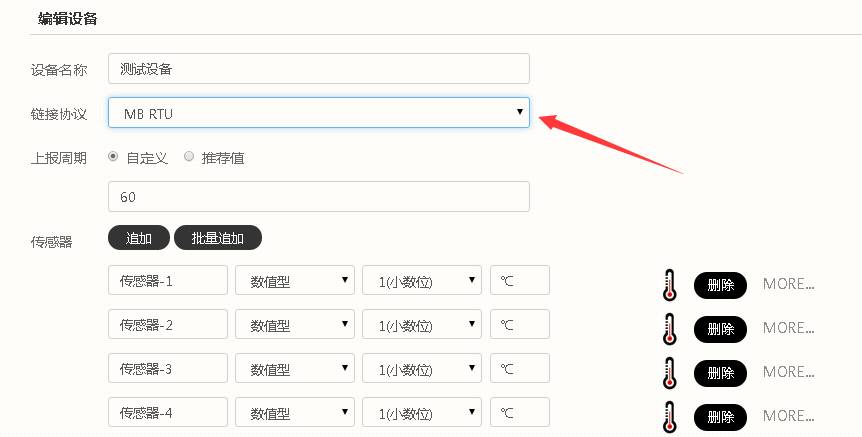 编辑设备
设备名称 测试设备
链接协议 MB RTU
上报周期 自定义 推荐值
60
传感器 追加 批量追加
传感器-1 数值型 1(小数位) ℃ 删除 MORE...
传感器-2 数值型 1(小数位) ℃ 删除 MORE...
传感器-3 数值型 1(小数位) ℃ 删除 MORE...
传感器-4 数值型 1(小数位) ℃ 删除 MORE...